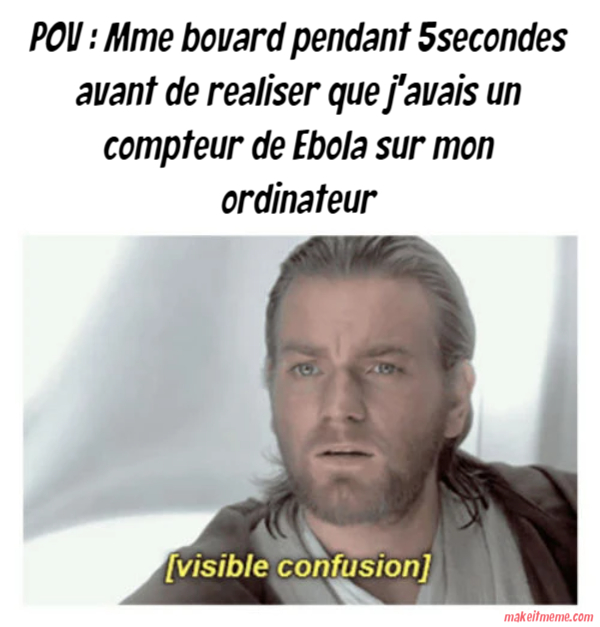 POV : Mme bovard pendant 5secondes
avant de realiser que j'avais un
compteur de Ebola sur mon
ordinateur
[visible confusion]
makeitmeme.com